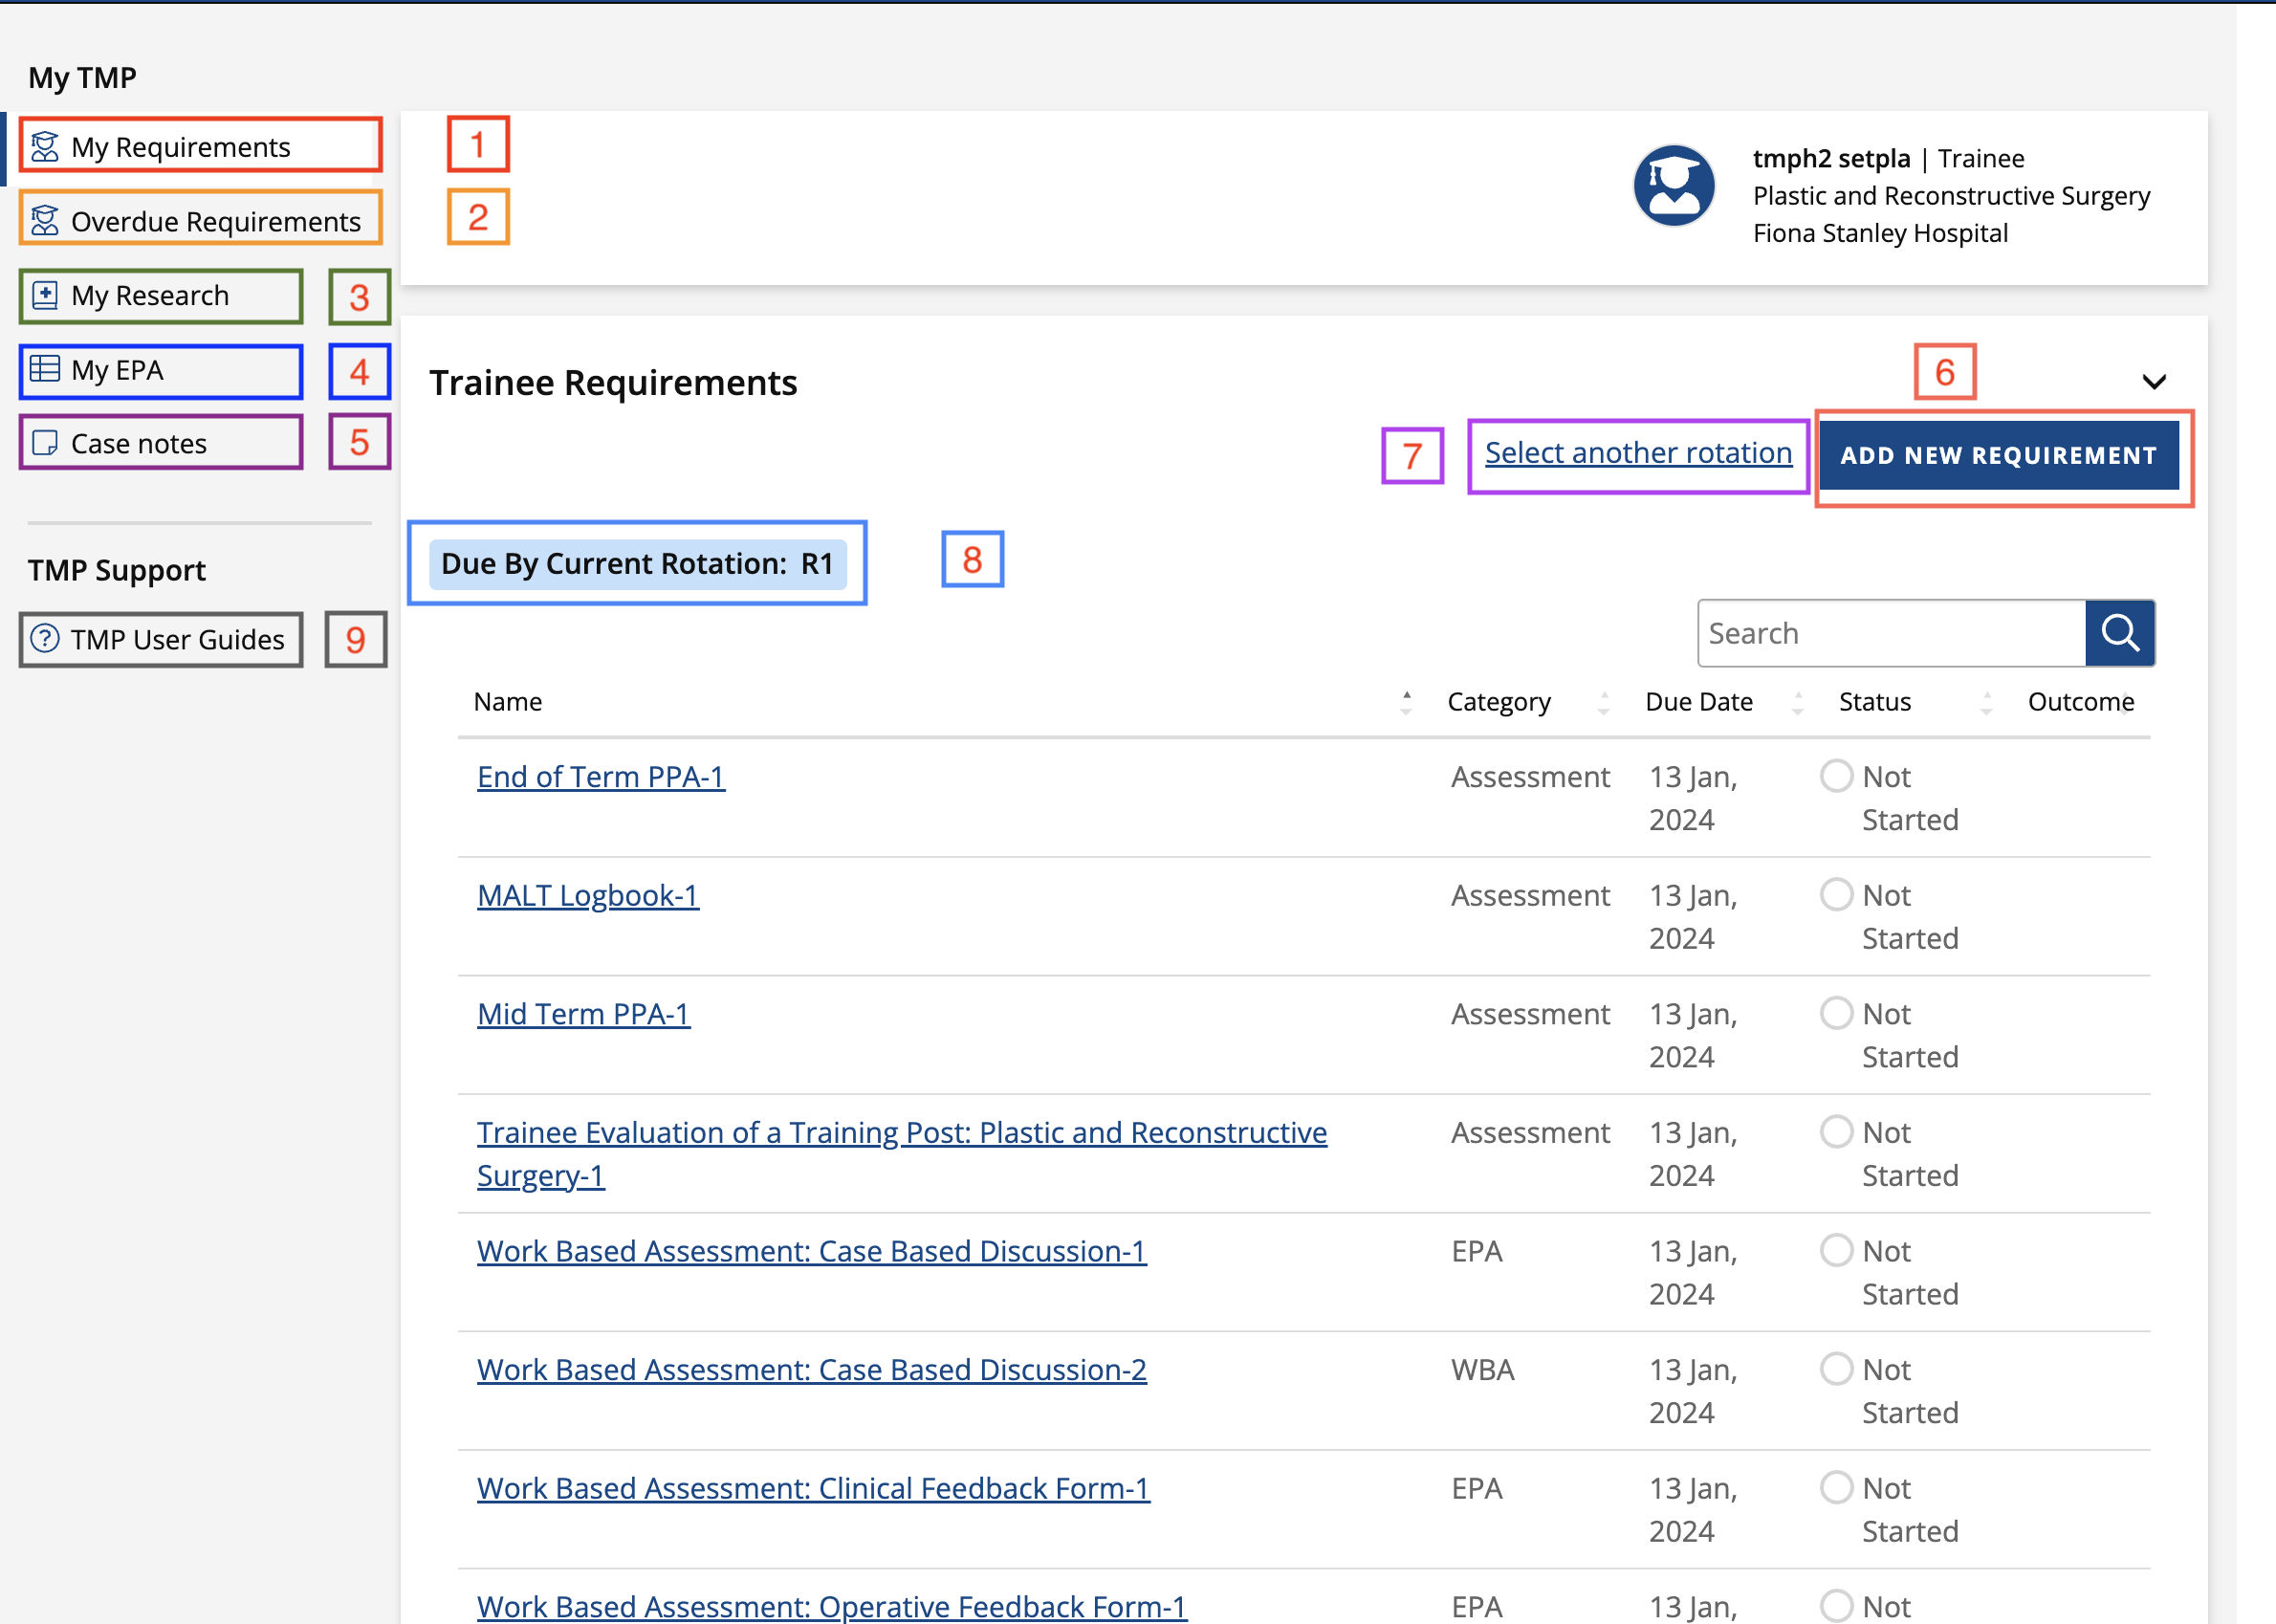 My TMP
My Requirements
1
Overdue Requirements
2
My Research
3
My EPA
4
Case notes
5
TMP Support
TMP User Guides
9
tmph2 setpla | Trainee
Plastic and Reconstructive Surgery
Fiona Stanley Hospital
Trainee Requirements
6
7
Select another rotation
ADD NEW REQUIREMENT
Due By Current Rotation: R1
8
Search
Name Category Due Date Status Outcome
End of Term PPA-1 Assessment 13 Jan, Not
2024 Started
MALT Logbook-1 Assessment 13 Jan, Not
2024 Started
Mid Term PPA-1 Assessment 13 Jan, Not
2024 Started
Trainee Evaluation of a Training Post: Plastic and Reconstructive Assessment 13 Jan, Not
Surgery-1 2024 Started
Work Based Assessment: Case Based Discussion-1 EPA 13 Jan, Not
2024 Started
Work Based Assessment: Case Based Discussion-2 WBA 13 Jan, Not
2024 Started
Work Based Assessment: Clinical Feedback Form-1 EPA 13 Jan, Not
2024 Started
Work Based Assessment: Operative Feedback Form-1 EPA 13 Jan, Not